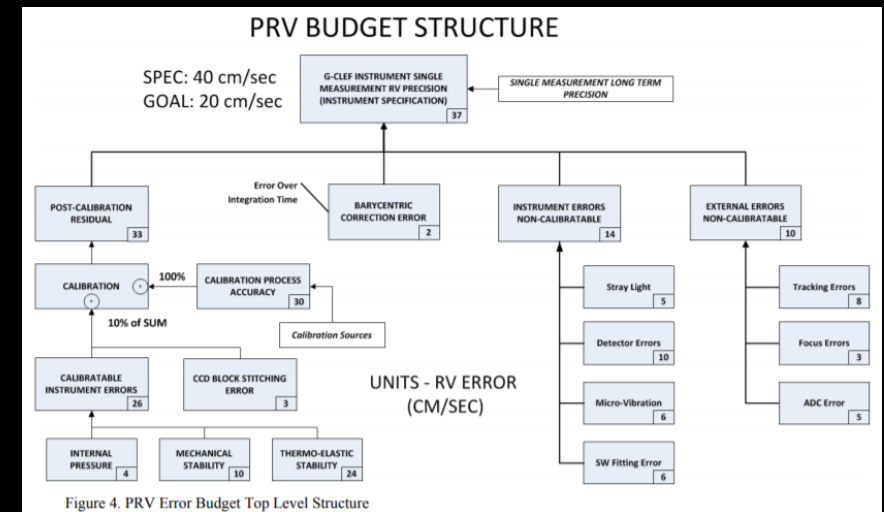 PRV BUDGET STRUCTURE
SPEC: 40 cm/sec
GOAL: 20 cm/sec
G-CLEF INSTRUMENT SINGLE
MEASUREMENT RV PRECISION
(INSTRUMENT SPECIFICATION)
37
SINGLE MEASUREMENT LONG TERM
PRECISION
POST-CALIBRATION
RESIDUAL
33
Error Over
Integration Time
BARYCENTRIC
CORRECTION ERROR
2
INSTRUMENT ERRORS
NON-CALIBRATABLE
14
EXTERNAL ERRORS
NON-CALIBRATABLE
10
CALIBRATION
+
+
100%
CALIBRATION PROCESS
ACCURACY
30
10% of SUM
Calibration Sources
CALIBRATABLE
INSTRUMENT ERRORS
26
CCD BLOCK STITCHING
ERROR
3
UNITS - RV ERROR
(CM/SEC)
INTERNAL
PRESSURE
4
MECHANICAL
STABILITY
10
THERMO-ELASTIC
STABILITY
24
Stray Light
5
Detector Errors
10
Micro-Vibration
6
SW Fitting Error
6
Tracking Errors
8
Focus Errors
3
ADC Error
5
Figure 4. PRV Error Budget Top Level Structure